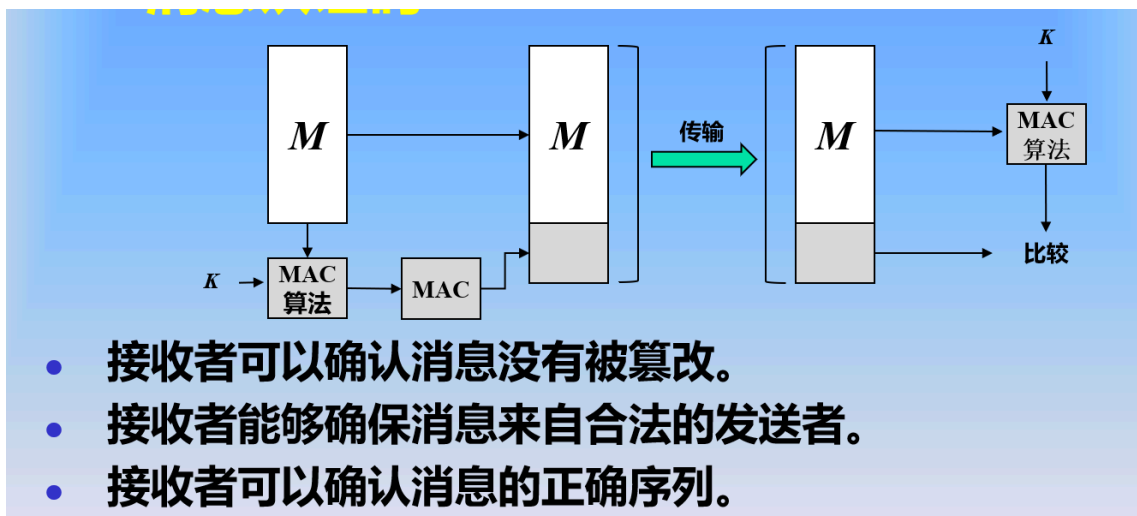 K
M
M
传输
M
MAC
算法
K
MAC
算法
MAC
比较
• 接收者可以确认消息没有被篡改。
• 接收者能够确保消息来自合法的发送者。
• 接收者可以确认消息的正确序列。